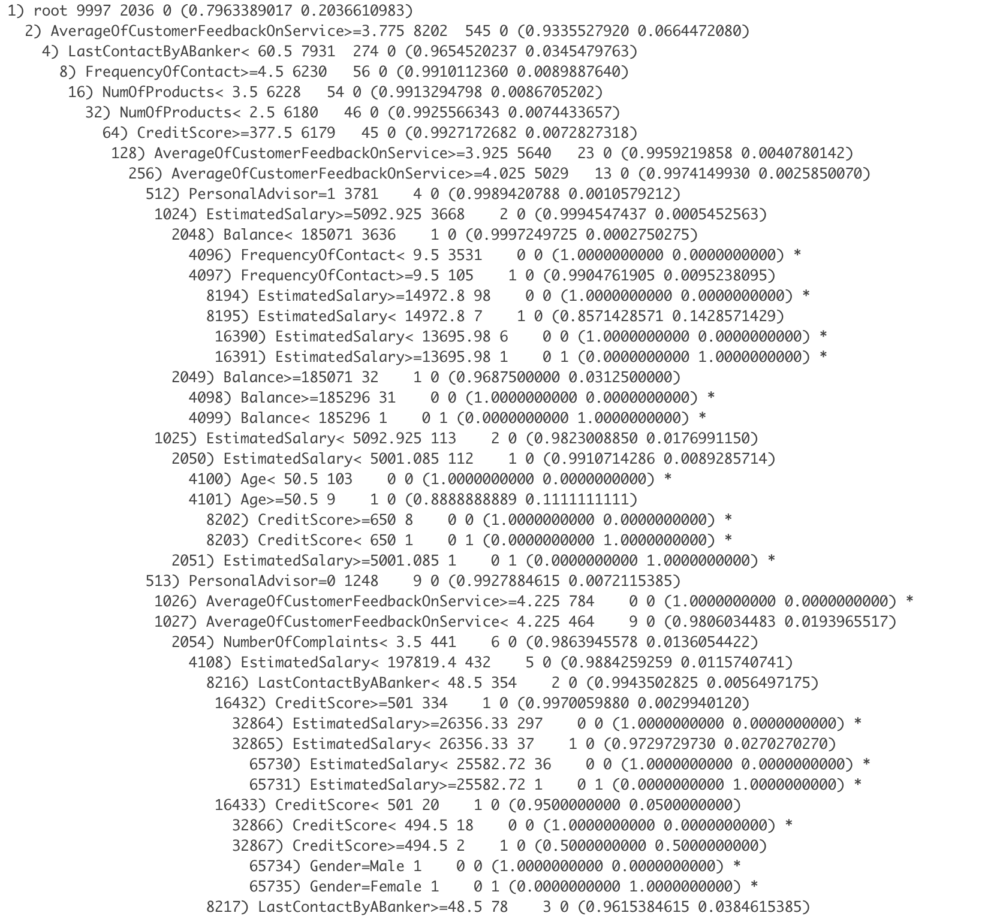 1) root 9997 2036 0 (0.7963389017 0.2036610983)
2) AverageOfCustomerFeedbackOnService>=3.775 8202  545 0 (0.9335527920 0.0664472080)
4) LastContactByABanker< 60.5 7931  274 0 (0.9654520237 0.0345479763)
8) FrequencyOfContact>=4.5 6230   56 0 (0.9910112360 0.0089887640)
16) NumOfProducts< 3.5 6228   54 0 (0.9913294798 0.0086705202)
32) NumOfProducts< 2.5 6180   46 0 (0.9925566343 0.0074433657)
64) CreditScore>=377.5 6179   45 0 (0.9927172682 0.0072827318)
128) AverageOfCustomerFeedbackOnService>=3.925 5640   23 0 (0.9959219858 0.0040780142)
256) AverageOfCustomerFeedbackOnService>=4.025 5029   13 0 (0.9974149930 0.0025850070)
512) PersonalAdvisor=1 3781    4 0 (0.9989420788 0.0010579212)
1024) EstimatedSalary>=5092.925 3668    2 0 (0.9994547437 0.0005452563)
2048) Balance< 185071 3636    1 0 (0.9997249725 0.0002750275)
4096) FrequencyOfContact< 9.5 3531    0 0 (1.0000000000 0.0000000000) *
4097) FrequencyOfContact>=9.5 105    1 0 (0.9904761905 0.0095238095)
8194) EstimatedSalary>=14972.8 98    0 0 (1.0000000000 0.0000000000) *
8195) EstimatedSalary< 14972.8 7    1 0 (0.8571428571 0.1428571429)
16390) EstimatedSalary< 13695.98 6    0 0 (1.0000000000 0.0000000000) *
16391) EstimatedSalary>=13695.98 1    0 1 (0.0000000000 1.0000000000) *
2049) Balance>=185071 32    1 0 (0.9687500000 0.0312500000)
4098) Balance>=185296 31    0 0 (1.0000000000 0.0000000000) *
4099) Balance< 185296 1    0 1 (0.0000000000 1.0000000000) *
1025) EstimatedSalary< 5092.925 113    2 0 (0.9823008850 0.0176991150)
2050) EstimatedSalary< 5001.085 112    1 0 (0.9910714286 0.0089285714)
4100) Age< 50.5 103    0 0 (1.0000000000 0.0000000000) *
4101) Age>=50.5 9    1 0 (0.8888888889 0.1111111111)
8202) CreditScore>=650 8    0 0 (1.0000000000 0.0000000000) *
8203) CreditScore< 650 1    0 1 (0.0000000000 1.0000000000) *
2051) EstimatedSalary>=5001.085 1    0 1 (0.0000000000 1.0000000000) *
513) PersonalAdvisor=0 1248    9 0 (0.9927884615 0.0072115385)
1026) AverageOfCustomerFeedbackOnService>=4.225 784    0 0 (1.0000000000 0.0000000000) *
1027) AverageOfCustomerFeedbackOnService< 4.225 464    9 0 (0.9806034483 0.0193965517)
2054) NumberOfComplaints< 3.5 441    6 0 (0.9863945578 0.0136054422)
4108) EstimatedSalary< 197819.4 432    5 0 (0.9884259259 0.0115740741)
8216) LastContactByABanker< 48.5 354    2 0 (0.9943502825 0.0056497175)
16432) CreditScore>=501 334    1 0 (0.9970059880 0.0029940120)
32864) EstimatedSalary>=26356.33 297    0 0 (1.0000000000 0.0000000000) *
32865) EstimatedSalary< 26356.33 37    1 0 (0.9729729730 0.0270270270)
65730) EstimatedSalary< 25582.72 36    0 0 (1.0000000000 0.0000000000) *
65731) EstimatedSalary>=25582.72 1    0 1 (0.0000000000 1.0000000000) *
16433) CreditScore< 501 20    1 0 (0.9500000000 0.0500000000)
32866) CreditScore< 494.5 18    0 0 (1.0000000000 0.0000000000) *
32867) CreditScore>=494.5 2    1 0 (0.5000000000 0.5000000000)
65734) Gender=Male 1    0 0 (1.0000000000 0.0000000000) *
65735) Gender=Female 1    0 1 (0.0000000000 1.0000000000) *
8217) LastContactByABanker>=48.5 78    3 0 (0.9615384615 0.0384615385)